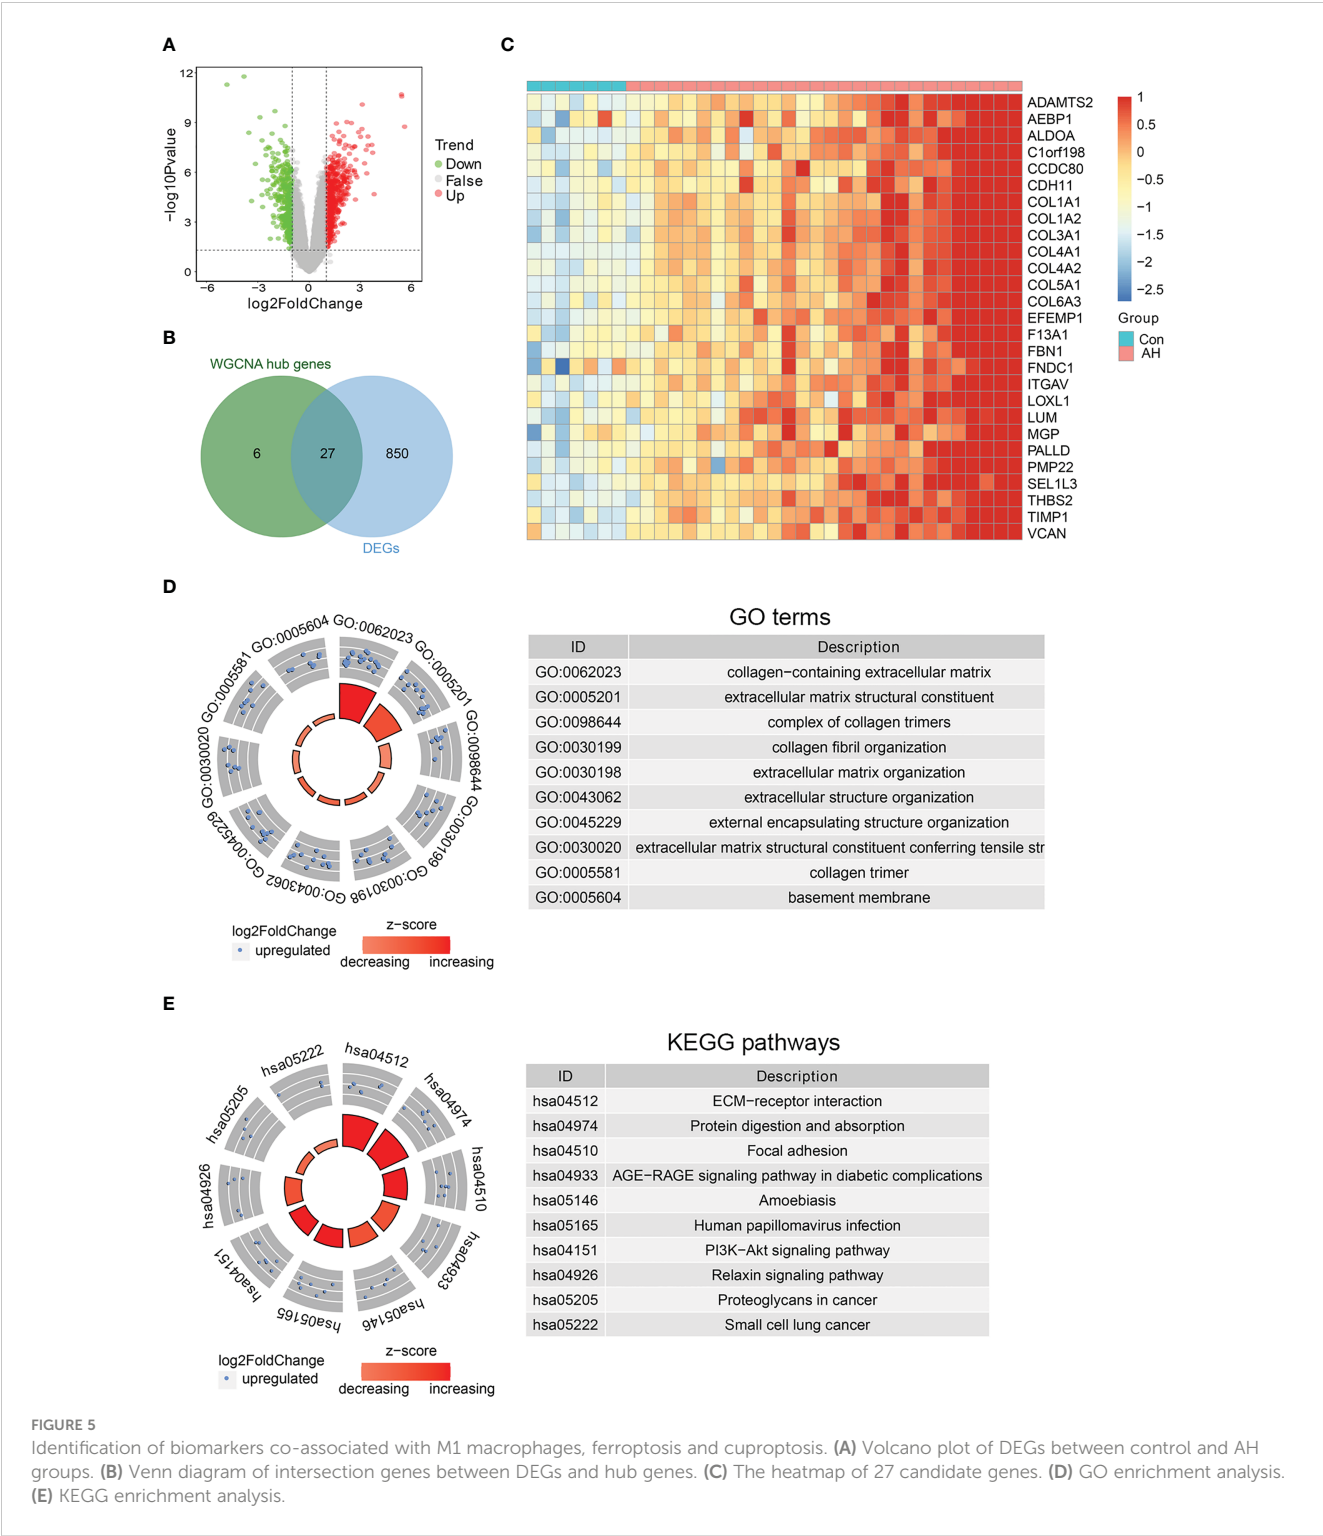 A
12
9
6
3
0
−log10Pvalue
−6
−3
0
3
6
log2FoldChange
Trend
Down
False
Up
B
WGCNA hub genes
6
27
850
DEGs
C
ADAMTS2
AEBP1
ALDOA
C1orf198
CCDC80
CDH11
COL1A1
COL1A2
COL3A1
COL4A1
COL4A2
COL5A1
COL6A3
EFEMP1
F13A1
FBN1
FNDC1
ITGAV
LOXL1
LUM
MGP
PALLD
PMP22
SEL1L3
THBS2
TIMP1
VCAN
1
0.5
0
−0.5
−1
−1.5
−2
−2.5
Group
Con
AH
D
GO:0062023
GO:0005201
GO:0098644
GO:0030199
GO:0030198
GO:0043062
GO:0045229
GO:0030020
GO:0005581
GO:0005604
log2FoldChange
upregulated
z−score
decreasing increasing
GO terms
ID Description
GO:0062023 collagen−containing extracellular matrix
GO:0005201 extracellular matrix structural constituent
GO:0098644 complex of collagen trimers
GO:0030199 collagen fibril organization
GO:0030198 extracellular matrix organization
GO:0043062 extracellular structure organization
GO:0045229 external encapsulating structure organization
GO:0030020 extracellular matrix structural constituent conferring tensile str
GO:0005581 collagen trimer
GO:0005604 basement membrane
E
hsa04512
hsa04974
hsa04510
hsa04933
hsa05146
hsa05165
hsa04151
hsa04926
hsa05205
hsa05222
log2FoldChange
upregulated
z−score
decreasing increasing
KEGG pathways
ID Description
hsa04512 ECM−receptor interaction
hsa04974 Protein digestion and absorption
hsa04510 Focal adhesion
hsa04933 AGE−RAGE signaling pathway in diabetic complications
hsa05146 Amoebiasis
hsa05165 Human papillomavirus infection
hsa04151 PI3K−Akt signaling pathway
hsa04926 Relaxin signaling pathway
hsa05205 Proteoglycans in cancer
hsa05222 Small cell lung cancer
FIGURE 5
Identification of biomarkers co-associated with M1 macrophages, ferroptosis and cuproptosis. (A) Volcano plot of DEGs between control and AH
groups. (B) Venn diagram of intersection genes between DEGs and hub genes. (C) The heatmap of 27 candidate genes. (D) GO enrichment analysis.
(E) KEGG enrichment analysis.